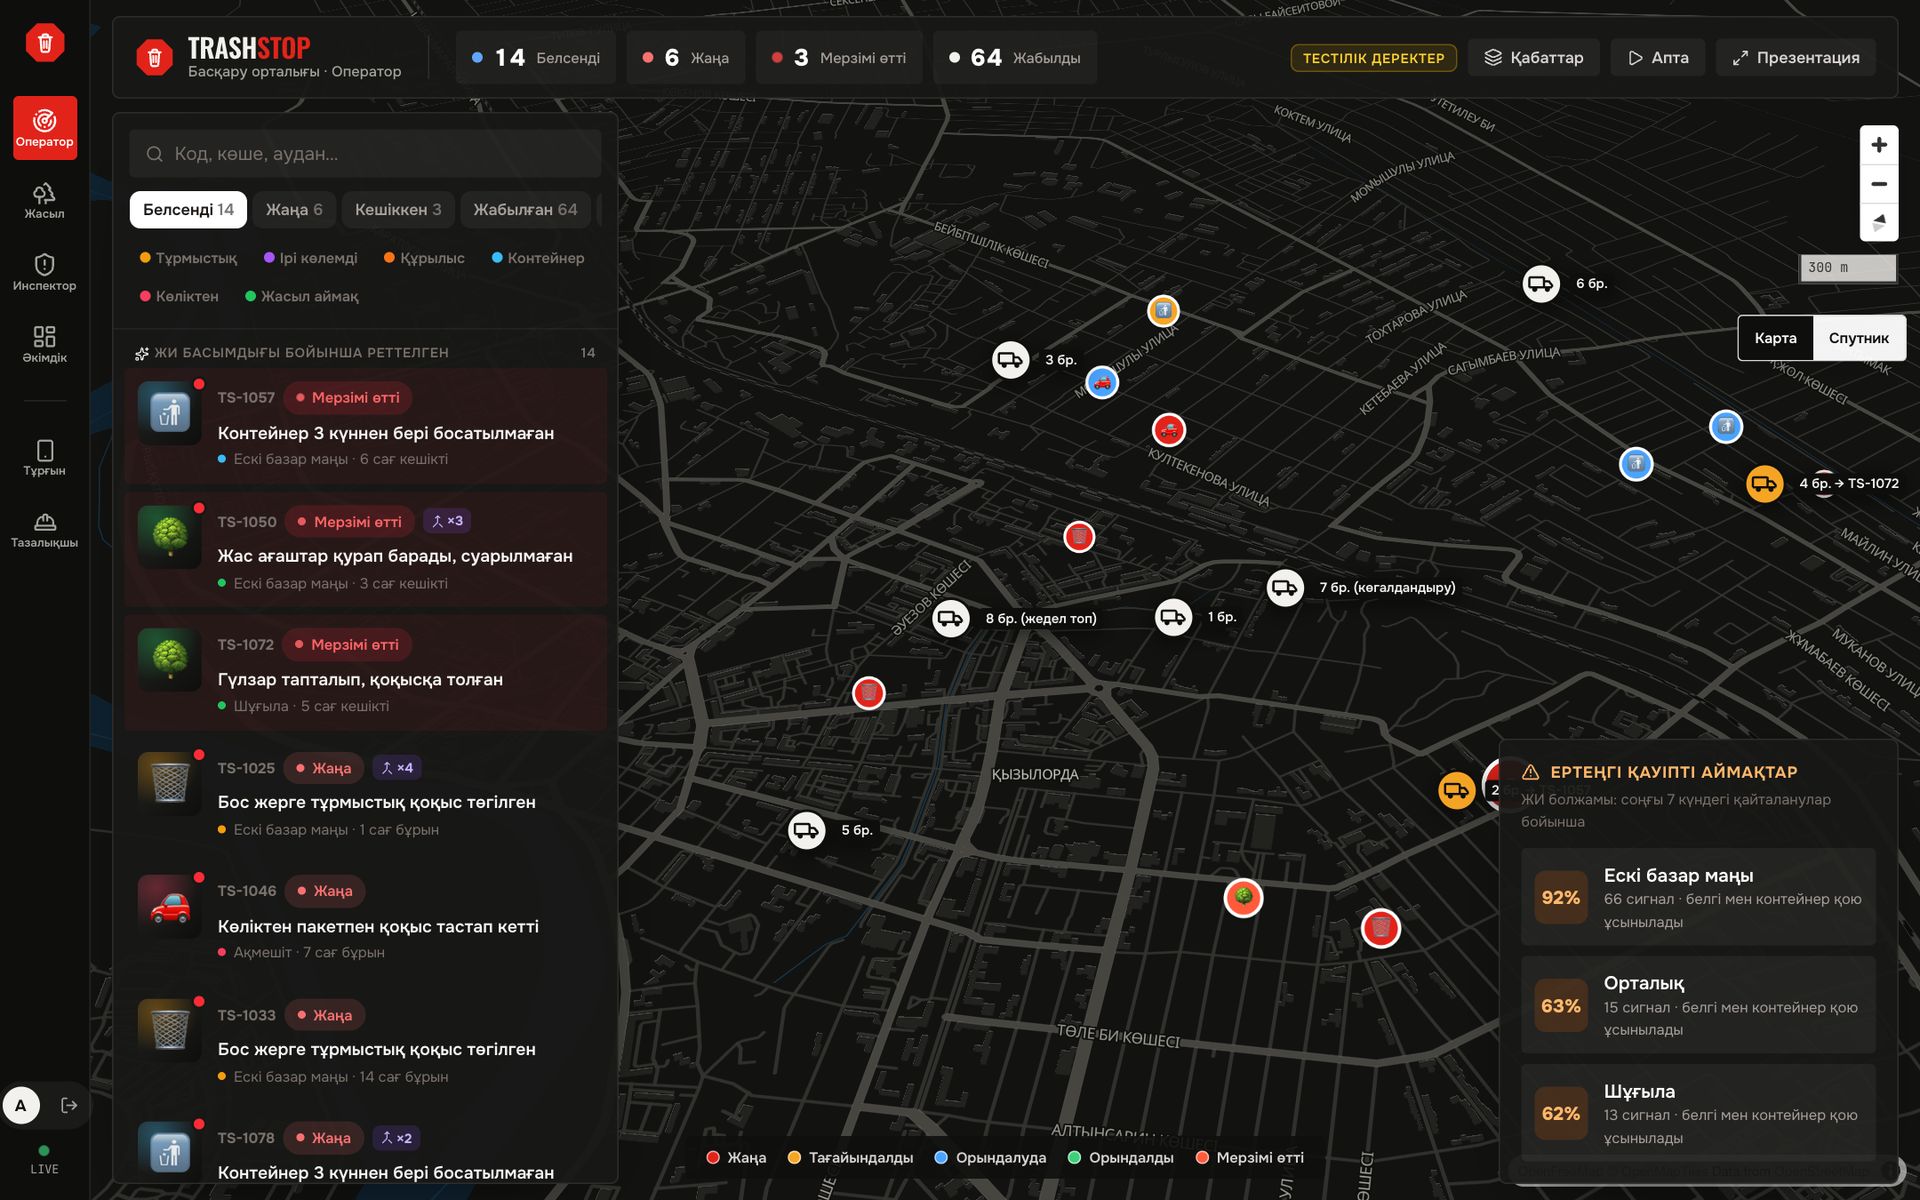 TRASHSTOP
Басқару орталығы · Оператор
14 Белсенді
6 Жаңа
3 Мерзімі өтті
64 Жабылды
ТЕСТІЛІК ДЕРЕКТЕР
Қабаттар
Апта
Презентация
Оператор
Жасыл
Инспектор
Әкімдік
Тұрғын
Тазалықшы
A
LIVE
Код, көше, аудан...
Белсенді 14
Жаңа 6
Кешіккен 3
Жабылған 64
Тұрмыстық
Ірі көлемді
Құрылыс
Контейнер
Көліктен
Жасыл аймақ
ЖИ БАСЫМДЫҒЫ БОЙЫНША РЕТТЕЛГЕН 14
TS-1057 Мерзімі өтті
Контейнер 3 күннен бері босатылмаған
Ескі базар маңы · 6 сағ кешікті
TS-1050 Мерзімі өтті ×3
Жас ағаштар қурап барады, суарылмаған
Ескі базар маңы · 3 сағ кешікті
TS-1072 Мерзімі өтті
Гүлзар тапталып, қоқысқа толған
Шұғыла · 5 сағ кешікті
TS-1025 Жаңа ×4
Бос жерге тұрмыстық қоқыс төгілген
Ескі базар маңы · 1 сағ бұрын
TS-1046 Жаңа
Көліктен пакетпен қоқыс тастап кетті
Ақмешіт · 7 сағ бұрын
TS-1033 Жаңа
Бос жерге тұрмыстық қоқыс төгілген
Ескі базар маңы · 14 сағ бұрын
TS-1078 Жаңа ×2
Контейнер 3 күннен бері босатылмаған
КОКТЕМ УЛИЦА
МОМЫШУЛЫ УЛИЦА
БЕЙБІТШІЛІК КӨШЕСІ
ТОХТАРОВА УЛИЦА
КЕТЕБАЕВА УЛИЦА
САГЫМБАЕВ УЛИЦА
КУЛТЕКЕНОВА УЛИЦА
ӘУЕЗОВ КӨШЕСІ
МАЙЛИН
МУКАНОВ УЛИЦА
ЖҰМАБАЕВ КӨШЕСІ
ҚЫЗЫЛОРДА
ТӨЛЕ БИ КӨШЕСІ
АЛТЫНСАРИН КӨШЕСІ
6 бр.
3 бр.
4 бр. → TS-1072
7 бр. (көгалдандыру)
8 бр. (жедел топ)
1 бр.
5 бр.
300 m
Карта
Спутник
ЕРТЕҢГІ ҚАУІПТІ АЙМАҚТАР
ЖИ болжамы: соңғы 7 күндегі қайталанулар
бойынша
92%
Ескі базар маңы
66 сигнал · белгі мен контейнер қою
ұсынылады
63%
Орталық
15 сигнал · белгі мен контейнер қою
ұсынылады
62%
Шұғыла
13 сигнал · белгі мен контейнер қою
ұсынылады
Жаңа
Тағайындалды
Орындалуда
Орындалды
Мерзімі өтті